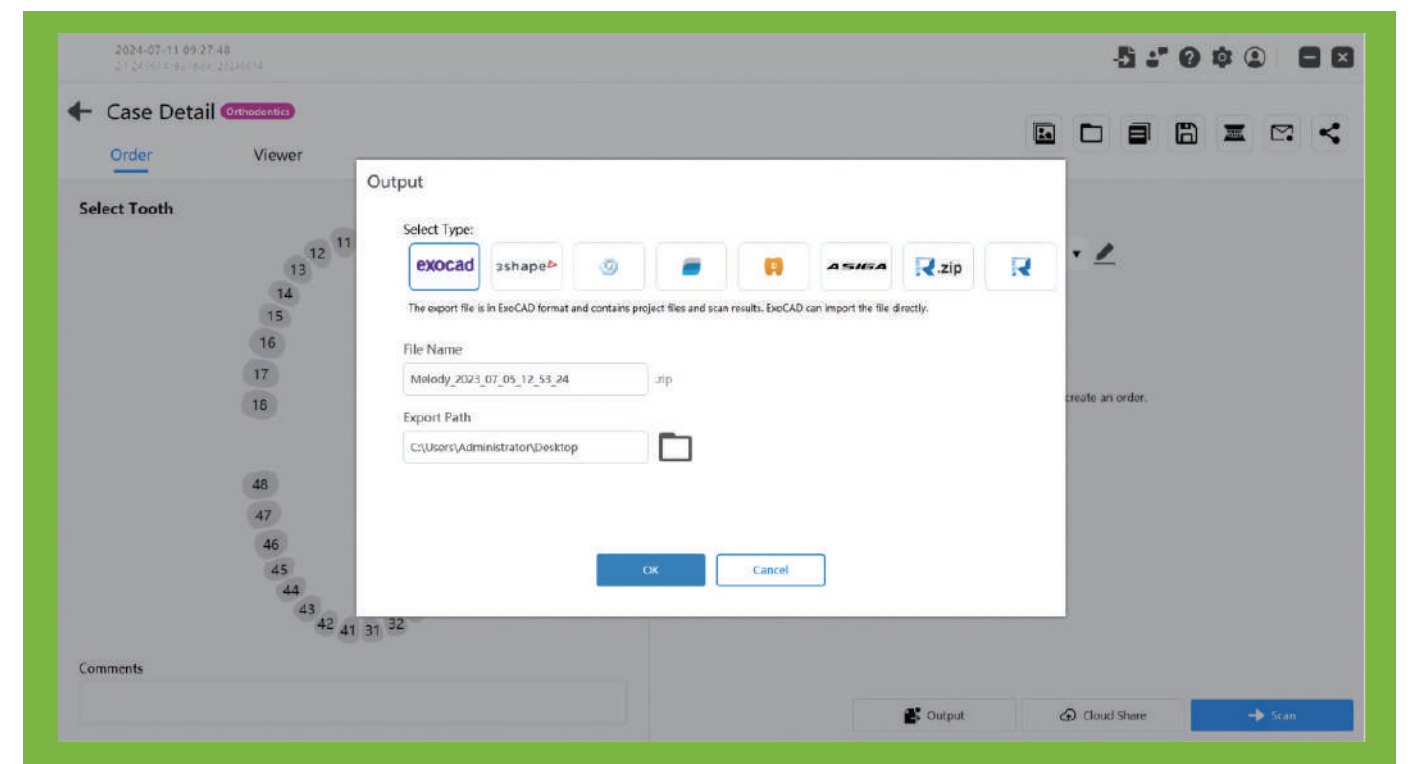 2024-07-11 09:27:48
Case Detail Orthodontics
Order Viewer
Output
Select Tooth
Select Type:
exocad 3shape ASIGA .zip
The export file is in ExoCAD format and contains project files and scan results. ExoCAD can import the file directly.
File Name
Melody_2023_07_05_12_53_24 .zip
Export Path
C:\Users\Administrator\Desktop
create an order.
OK Cancel
11
12
13
14
15
16
17
18
48
47
46
45
44
43
42 41 31 32
Comments
Output Cloud Share Scan